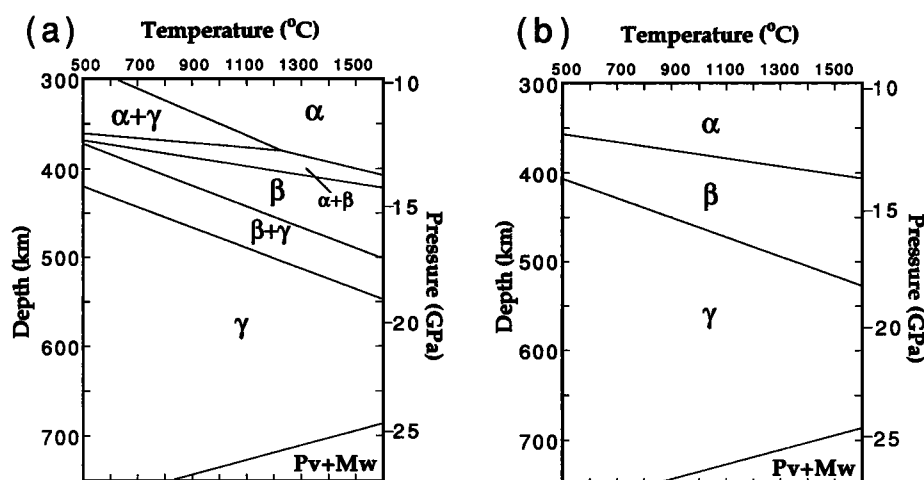 (a)
Temperature (°C)
500 700 900 1100 1300 1500
300
400
500
600
700
Depth (km)
10
15
20
25
Pressure (GPa)
α+γ
α
β
α+β
β+γ
γ
Pv+Mw
(b)
Temperature (°C)
500 700 900 1100 1300 1500
300
400
500
600
700
Depth (km)
10
15
20
25
Pressure (GPa)
α
β
γ
Pv+Mw